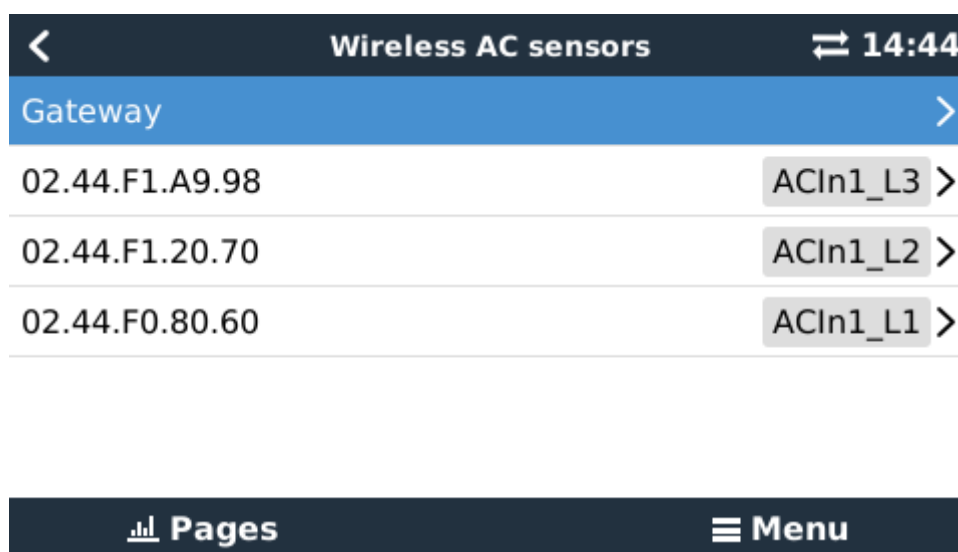 Wireless AC sensors 14:44
Gateway
02.44.F1.A9.98 ACIn1_L3
02.44.F1.20.70 ACIn1_L2
02.44.F0.80.60 ACIn1_L1
Pages Menu